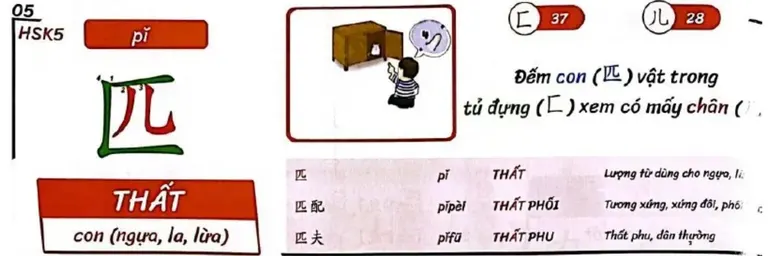 05
HSK5
pǐ
匹
THẤT
con (ngựa, la, lừa)
匚 37
儿 28
Đếm con (匹) vật trong
tủ đựng (匚) xem có mấy chân (
匹 pǐ THẤT Lượng từ dùng cho ngựa,
匹配 pǐpèi THẤT PHỐI Tương xứng, xứng đôi,
匹夫 pǐfū THẤT PHU Thất phu, dân thường